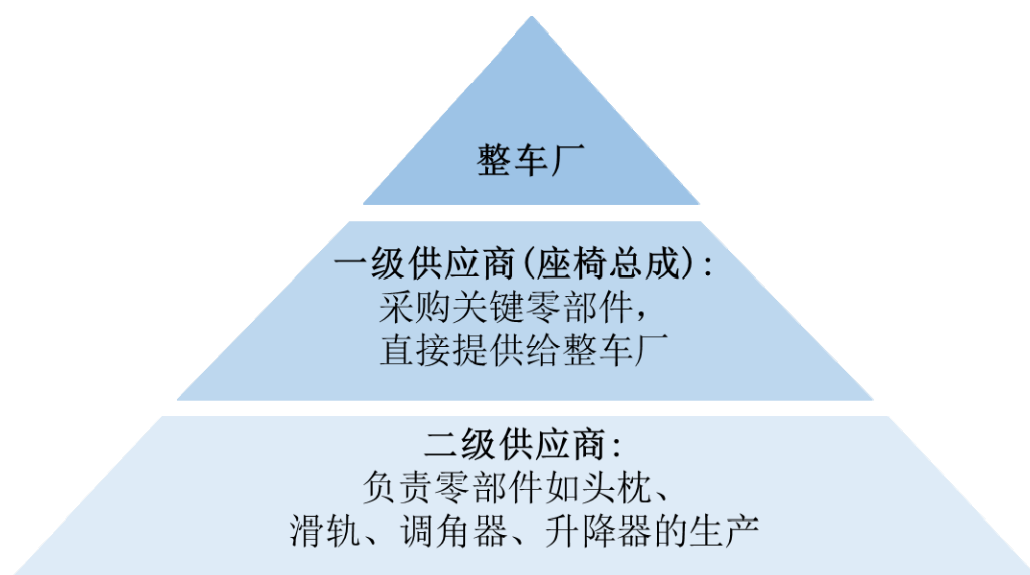 整车厂
一级供应商(座椅总成):
采购关键零部件，
直接提供给整车厂
二级供应商:
负责零部件如头枕、
滑轨、调角器、升降器的生产